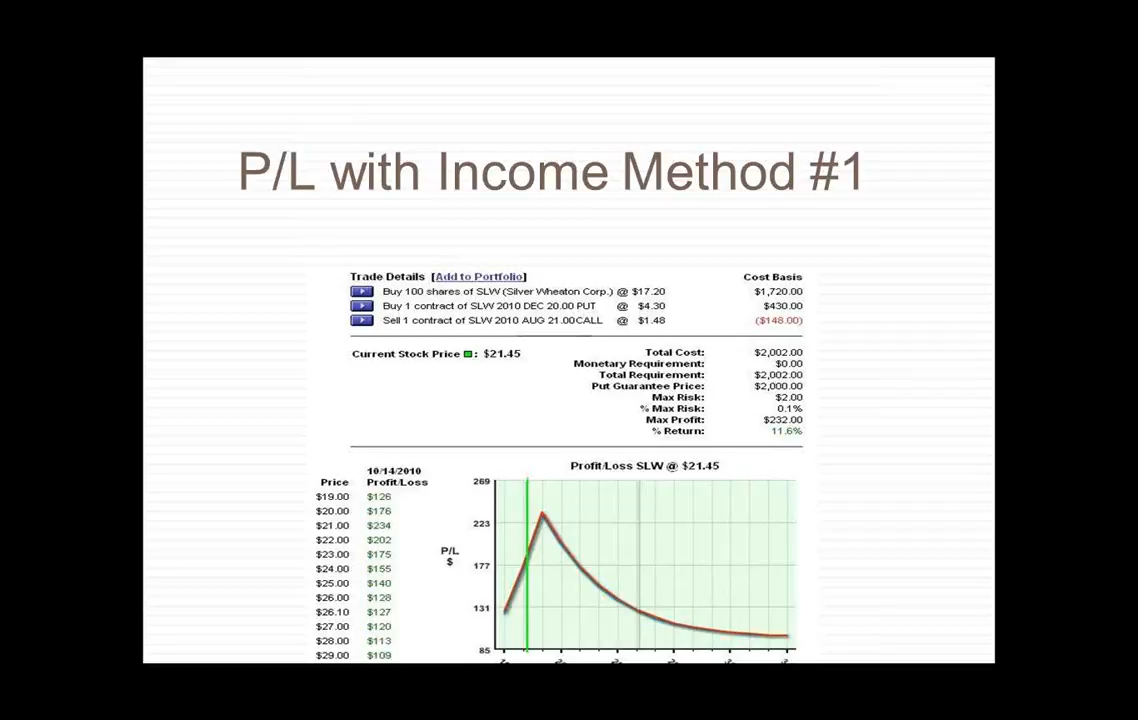 P/L with Income Method #1
Trade Details [Add to Portfolio] Cost Basis
Buy 100 shares of SLW (Silver Wheaton Corp.) @ $17.20 $1,720.00
Buy 1 contract of SLW 2010 DEC 20.00 PUT @ $4.30 $430.00
Sell 1 contract of SLW 2010 AUG 21.00CALL @ $1.48 ($148.00)
Current Stock Price : $21.45
Total Cost: $2,002.00
Monetary Requirement: $0.00
Total Requirement: $2,002.00
Put Guarantee Price: $2,000.00
Max Risk: $2.00
% Max Risk: 0.1%
Max Profit: $232.00
% Return: 11.6%
10/14/2010
Price Profit/Loss
$19.00 $126
$20.00 $176
$21.00 $234
$22.00 $202
$23.00 $175
$24.00 $155
$25.00 $140
$26.00 $128
$26.10 $127
$27.00 $120
$28.00 $113
$29.00 $109
Profit/Loss SLW @ $21.45
269
223
P/L
$
177
131
85